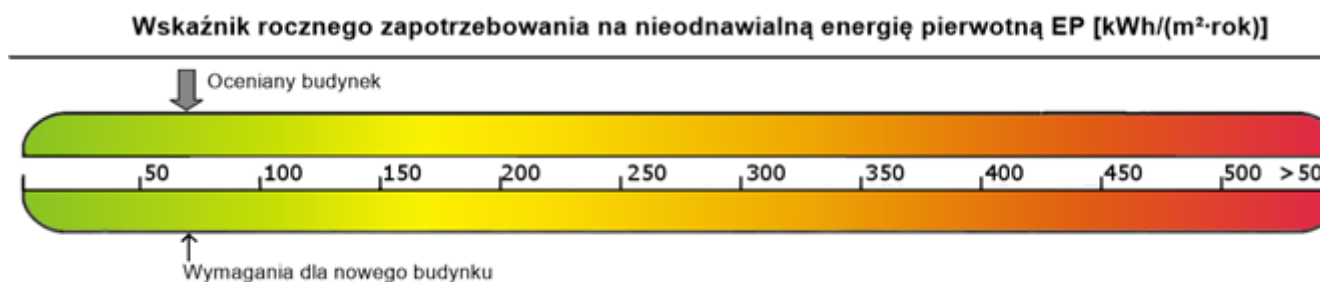 Wskaźnik rocznego zapotrzebowania na nieodnawialną energię pierwotną EP [kWh/(m²·rok)]
Oceniany budynek
50 100 150 200 250 300 350 400 450 500 > 50
Wymagania dla nowego budynku